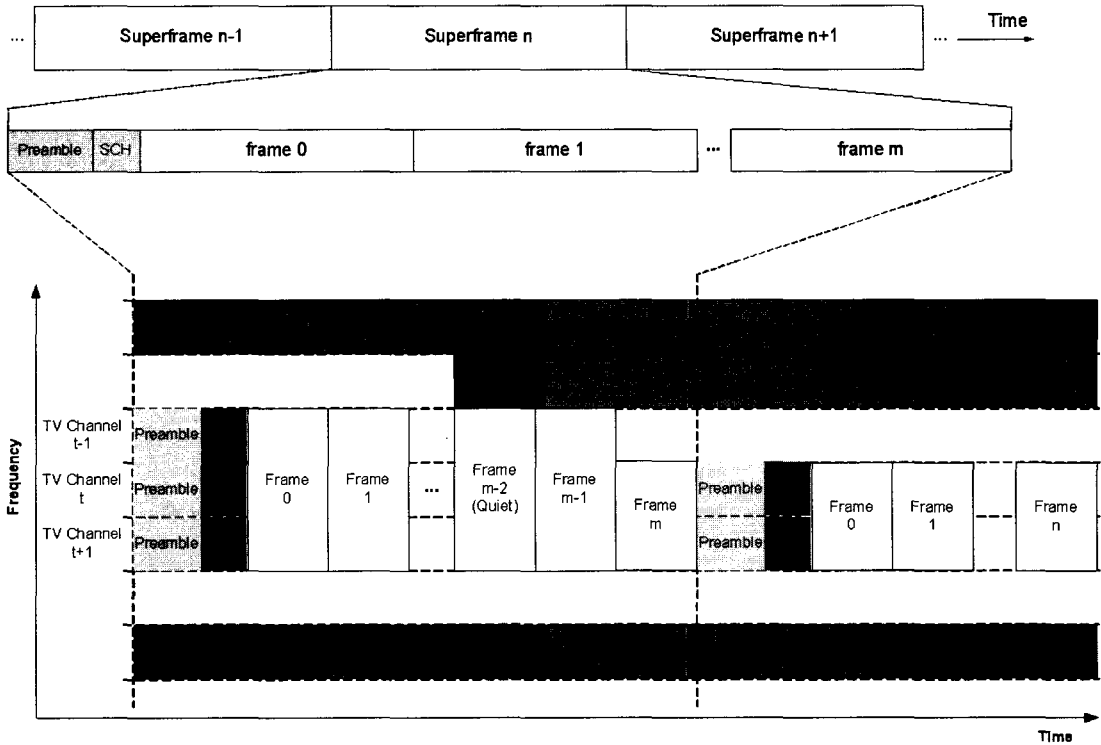 ... Superframe n-1 Superframe n Superframe n+1 ... Time
Preamble SCH frame 0 frame 1 ... frame m
Frequency
TV Channel
t-1
TV Channel
t
TV Channel
t+1
Preamble
Preamble
Preamble
Frame
0
Frame
1
...
Frame
m-2
(Quiet)
Frame
m-1
Frame
m
Preamble
Preamble
Frame
0
Frame
1
Frame
n
Time